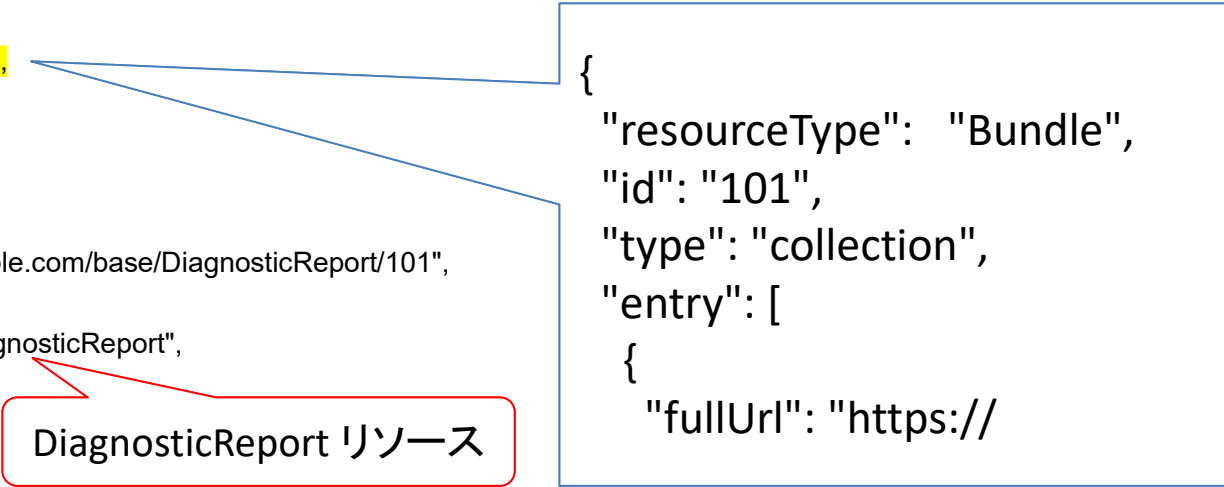 ,
ole.com/base/DiagnosticReport/101",
gnosticReport",
DiagnosticReport リソース
{
"resourceType": "Bundle",
"id": "101",
"type": "collection",
"entry": [
{
"fullUrl": "https://